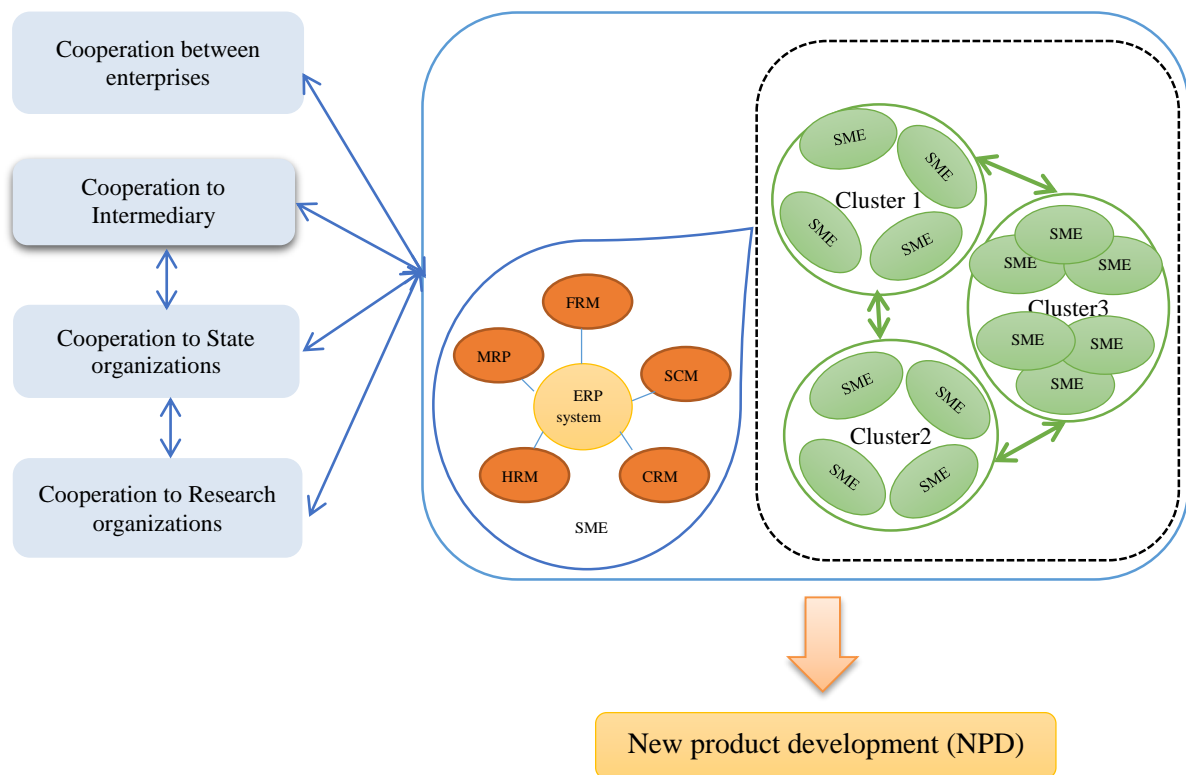 Cooperation between
enterprises
Cooperation to
Intermediary
Cooperation to State
organizations
Cooperation to Research
organizations
FRM
MRP
SCM
ERP
system
HRM
CRM
SME
SME
SME
Cluster 1
SME
SME
SME
SME
SME
Cluster3
SME
SME
SME
SME
SME
Cluster2
SME
SME
New product development (NPD)